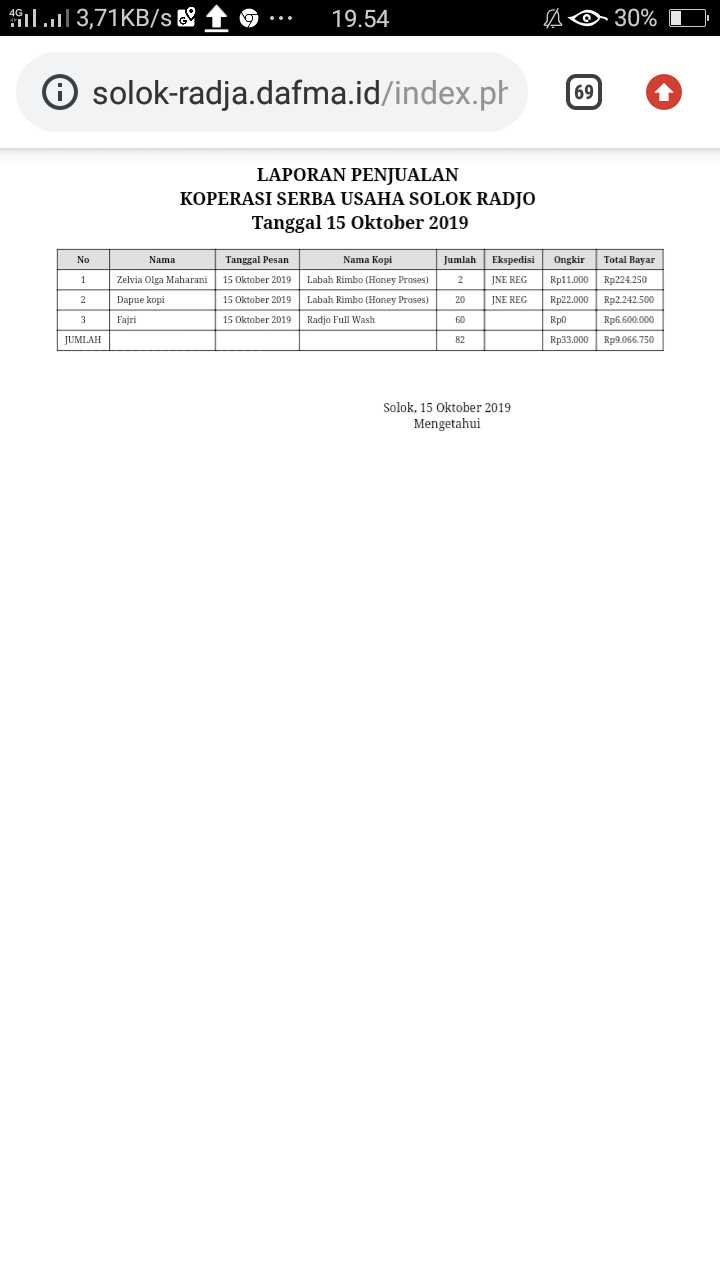 4G 3,71KB/s 19.54 30%
solok-radja.dafma.id/index.ph
69
LAPORAN PENJUALAN
KOPERASI SERBA USAHA SOLOK RADJO
Tanggal 15 Oktober 2019
No Nama Tanggal Pesan Nama Kopi Jumlah Ekspedisi Ongkir Total Bayar
1 Zelvia Olga Maharani 15 Oktober 2019 Labah Rimbo (Honey Proses) 2 JNE REG Rp11.000 Rp224.250
2 Dapue kopi 15 Oktober 2019 Labah Rimbo (Honey Proses) 20 JNE REG Rp22.000 Rp2.242.500
3 Fajri 15 Oktober 2019 Radjo Full Wash 60 Rp0 Rp6.600.000
JUMLAH 82 Rp33.000 Rp9.066.750
Solok, 15 Oktober 2019
Mengetahui